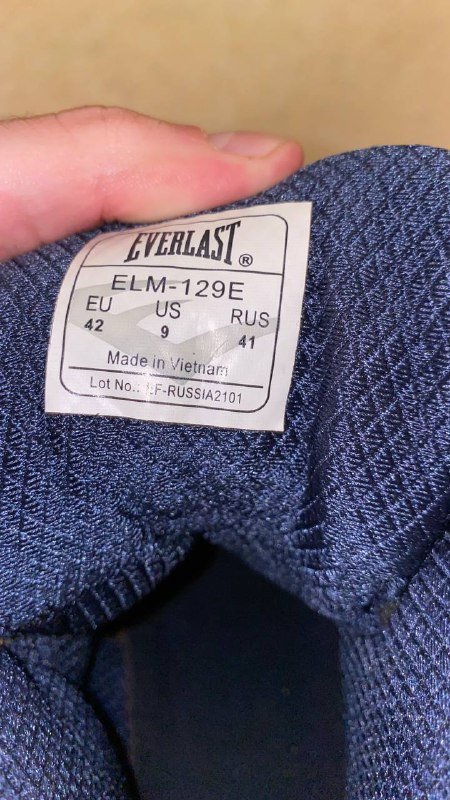 EVERLAST®
ELM-129E
EU US RUS
42 9 41
Made in Vietnam
Lot No.: EF-RUSSIA2101